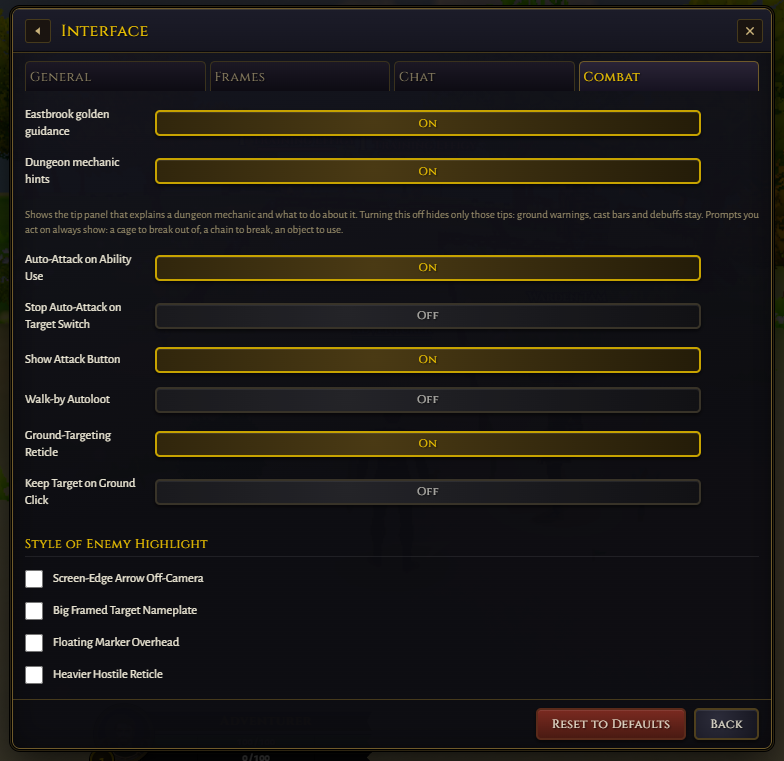 Interface
General
Frames
Chat
Combat
Eastbrook golden
guidance
On
Dungeon mechanic
hints
On
Shows the tip panel that explains a dungeon mechanic and what to do about it. Turning this off hides only those tips: ground warnings, cast bars and debuffs stay. Prompts you
act on always show: a cage to break out of, a chain to break, an object to use.
Auto-Attack on Ability
Use
On
Stop Auto-Attack on
Target Switch
Off
Show Attack Button
On
Walk-by Autoloot
Off
Ground-Targeting
Reticle
On
Keep Target on Ground
Click
Off
Style of Enemy Highlight
Screen-Edge Arrow Off-Camera
Big Framed Target Nameplate
Floating Marker Overhead
Heavier Hostile Reticle
Reset to Defaults
Back
0 / 100